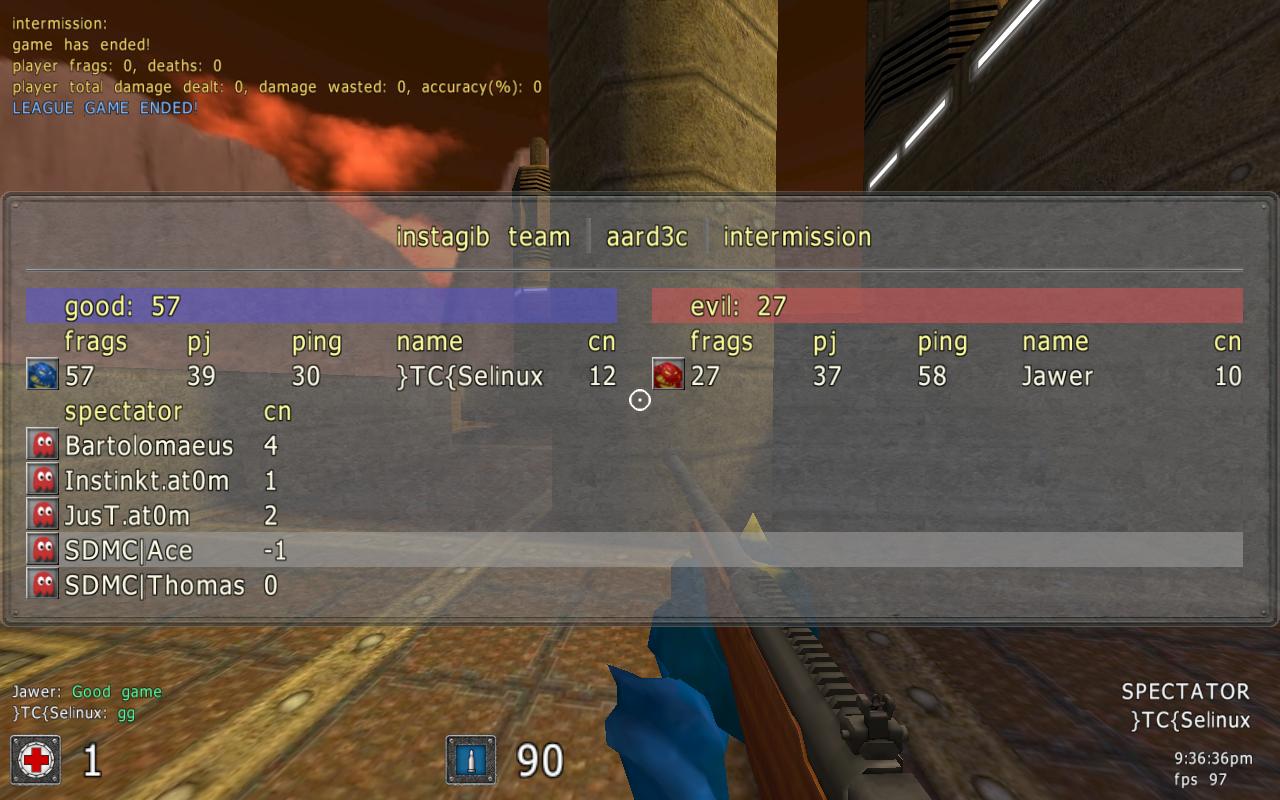 intermission:
game has ended!
player frags: 0, deaths: 0
player total damage dealt: 0, damage wasted: 0, accuracy(%): 0
LEAGUE GAME ENDED!
instagib team aard3c intermission
good: 57 evil: 27
frags pj ping name cn frags pj ping name cn
57 39 30 }TC{Selinux 12 27 37 58 Jawer 10
spectator cn
Bartolomaeus 4
Instinkt.at0m 1
JusT.at0m 2
SDMC|Ace -1
SDMC|Thomas 0
Jawer: Good game
}TC{Selinux: gg
SPECTATOR
}TC{Selinux
1 90
9:36:36pm
fps 97